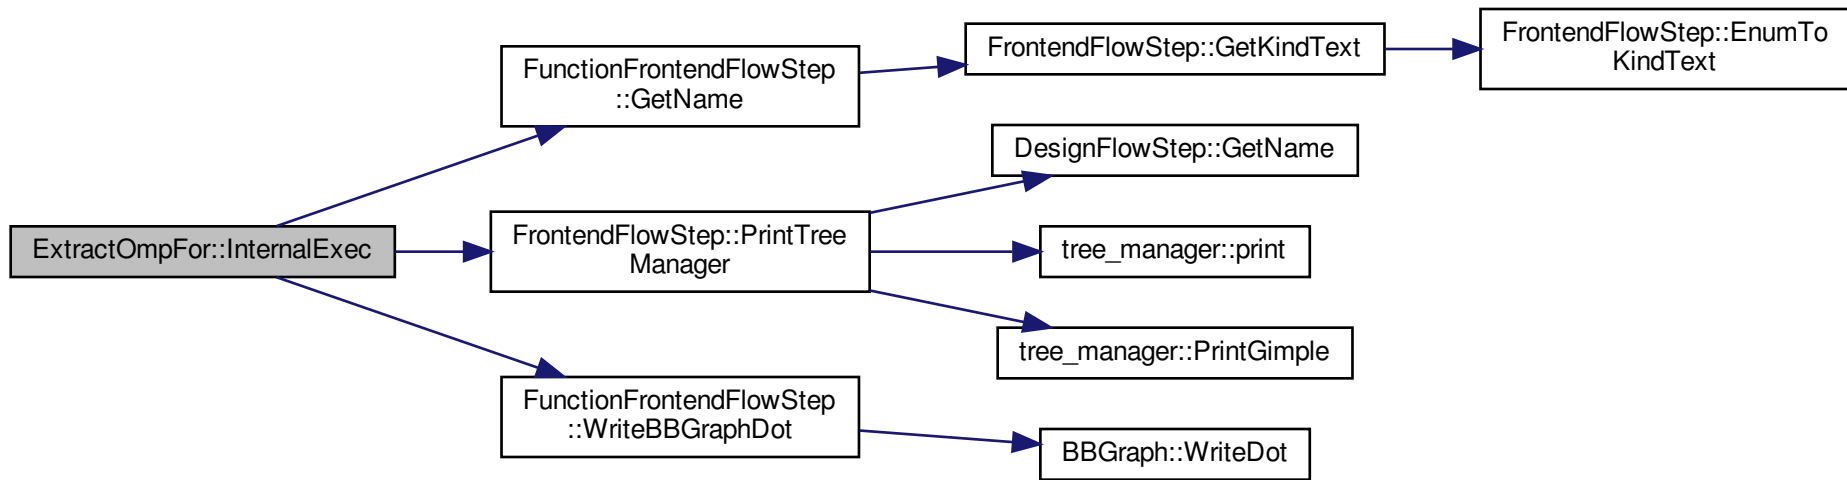 ExtractOmpFor::InternalExec
FunctionFrontendFlowStep
::GetName
FrontendFlowStep::GetKindText
FrontendFlowStep::EnumTo
KindText
FrontendFlowStep::PrintTree
Manager
DesignFlowStep::GetName
tree_manager::print
tree_manager::PrintGimple
FunctionFrontendFlowStep
::WriteBBGraphDot
BBGraph::WriteDot